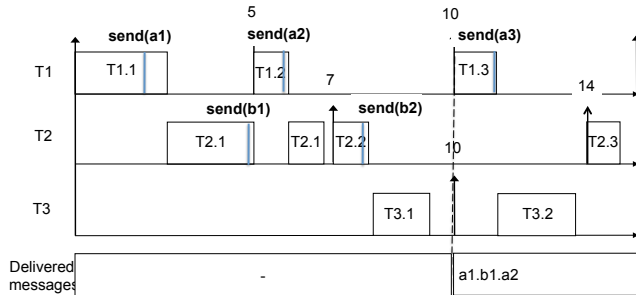 5 10
send(a1) send(a2) send(a3)
T1 T1.1 T1.2 T1.3
7 14
send(b1) send(b2)
T2 T2.1 T2.1 T2.2 T2.3
10
T3 T3.1 T3.2
Delivered
messages - a1.b1.a2